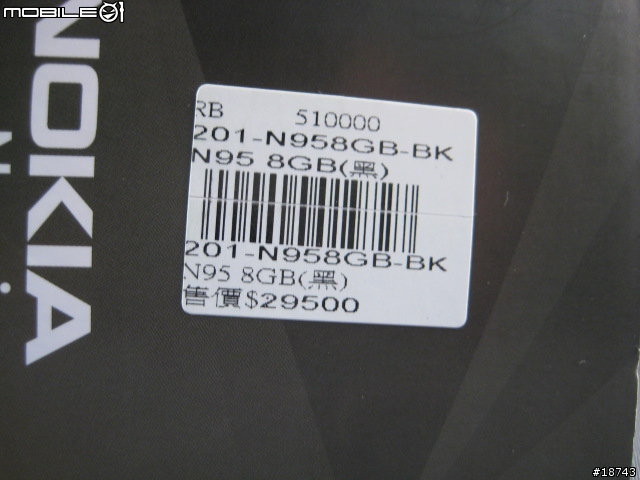 MOBILE01
NOKIA
N
RB 510000
201-N958GB-BK
N95 8GB(黑)
201-N958GB-BK
N95 8GB(黑)
售價$29500
#18743